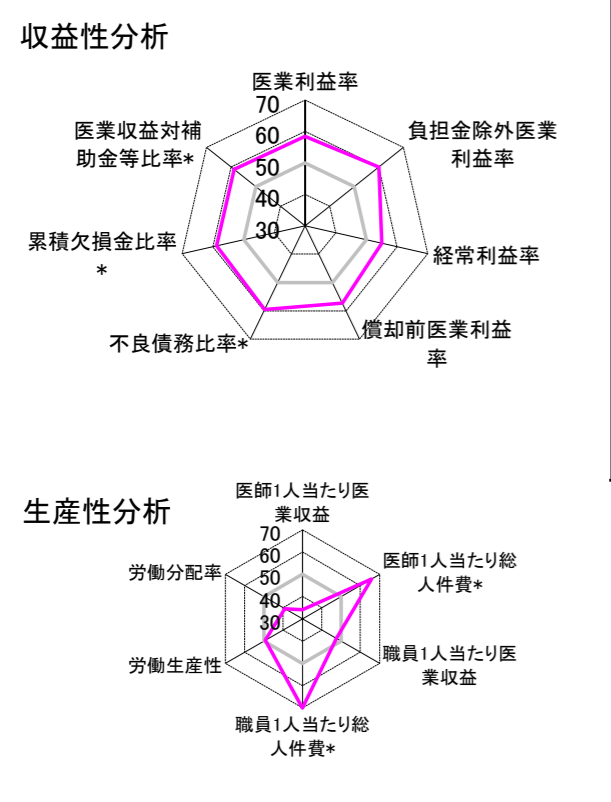 収益性分析
医業利益率
70
60
50
40
30
負担金除外医業
利益率
経常利益率
償却前医業利益
率
不良債務比率*
累積欠損金比率
*
医業収益対補
助金等比率*
生産性分析
医師1人当たり医
業収益
70
60
50
40
30
医師1人当たり総
人件費*
職員1人当たり医
業収益
職員1人当たり総
人件費*
労働生産性
労働分配率